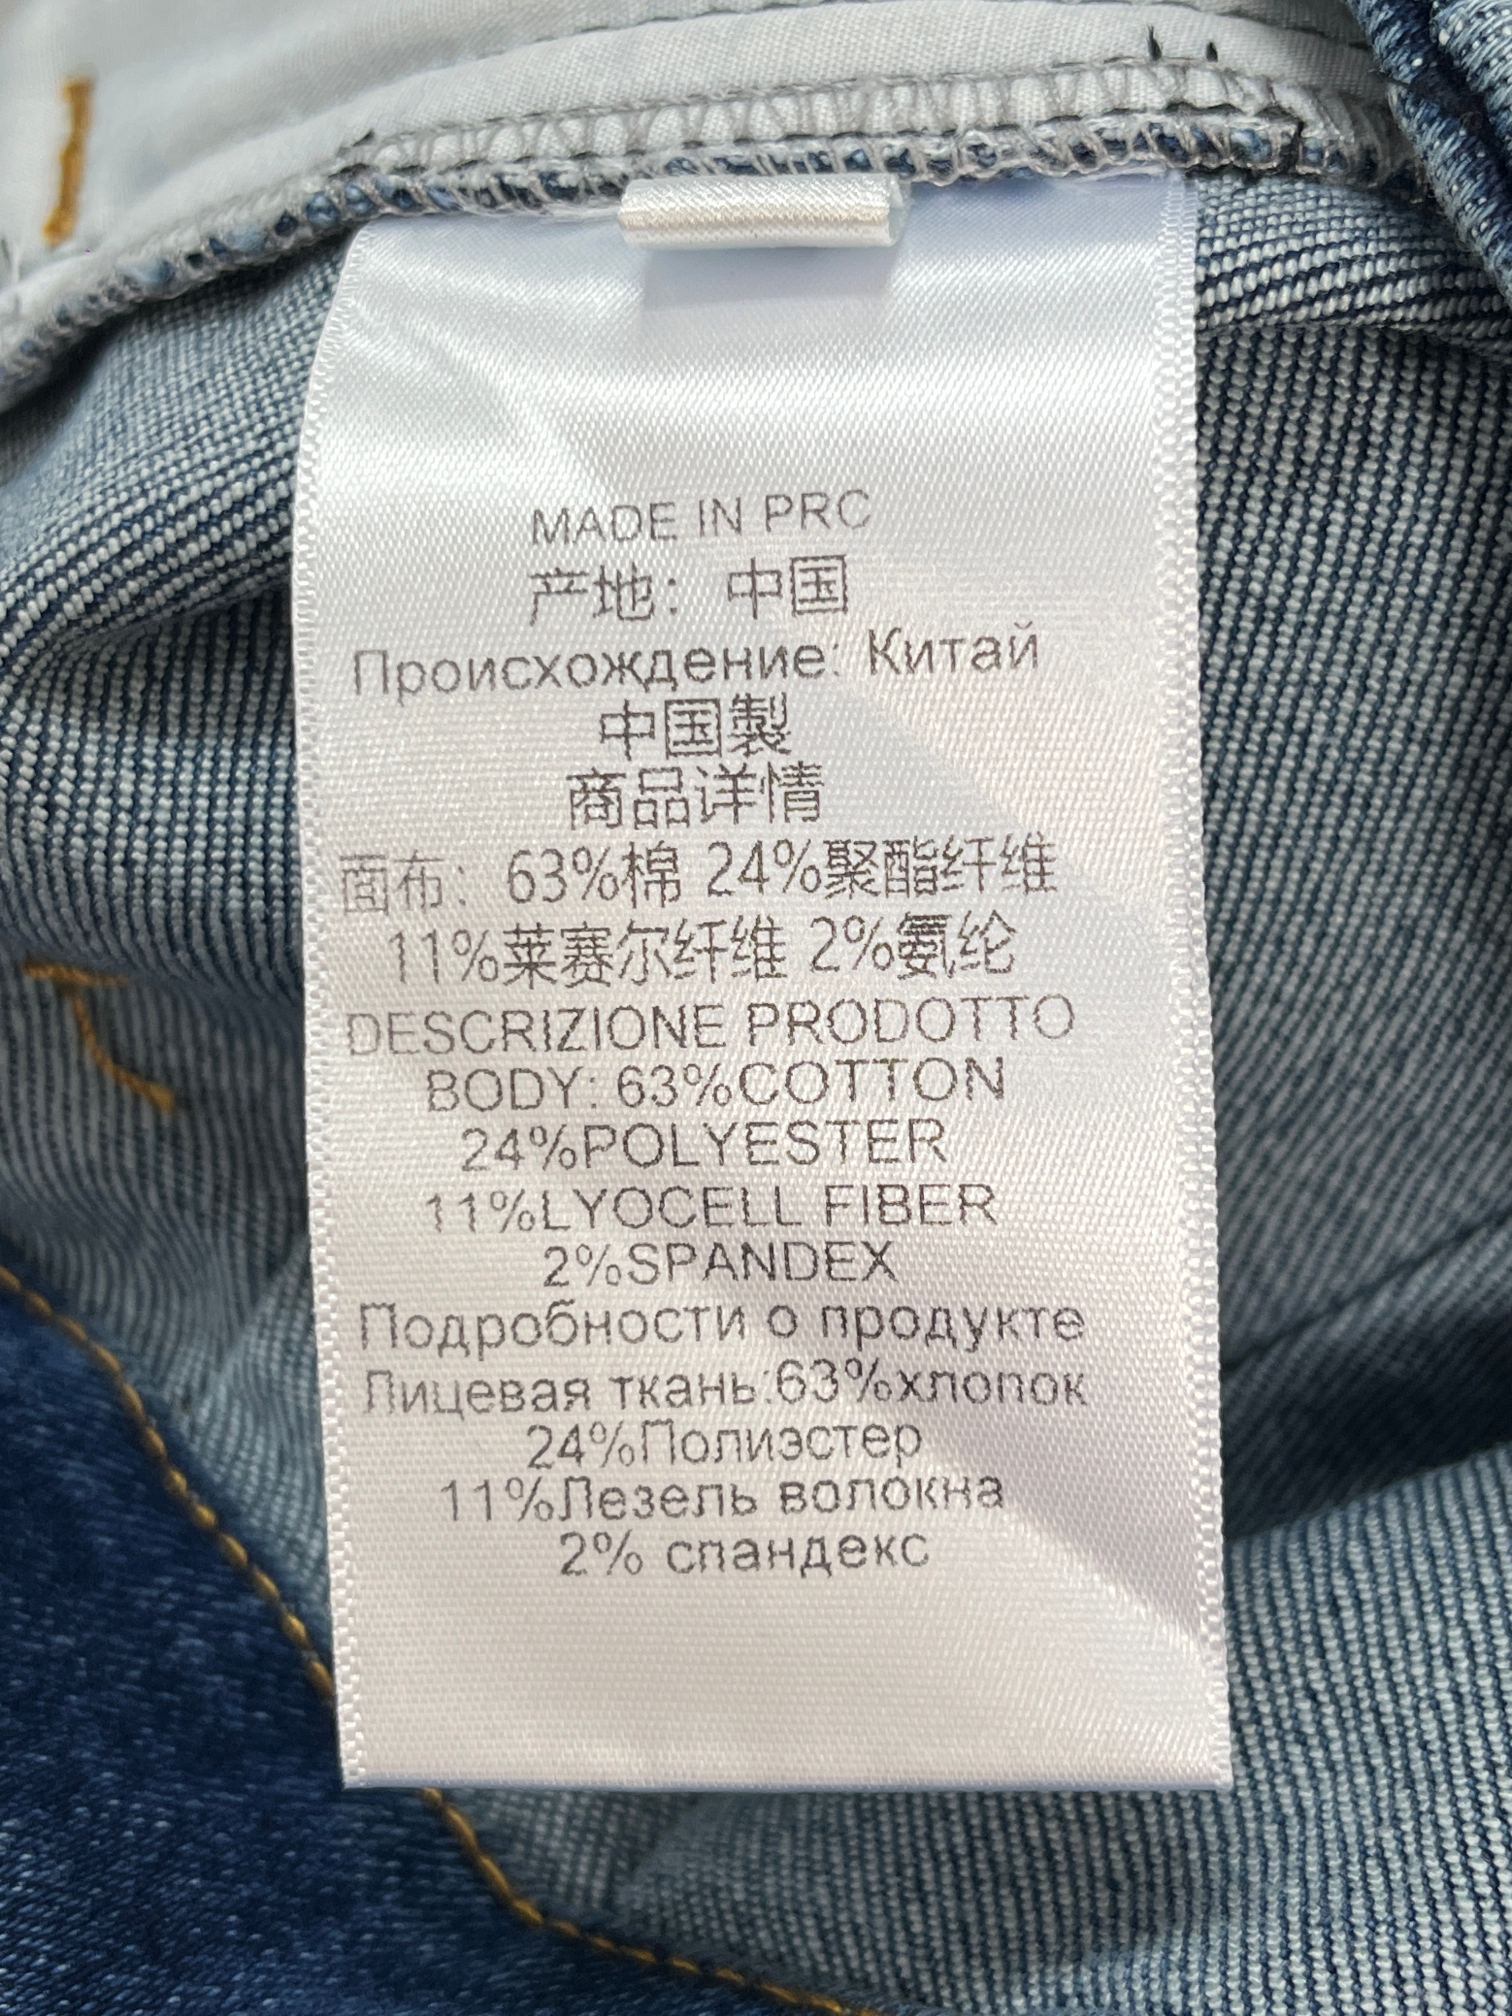 MADE IN PRC
产地：中国
Происхождение: Китай
中国製
商品详情
面布：63%棉 24%聚酯纤维
11%莱赛尔纤维 2%氨纶
DESCRIZIONE PRODOTTO
BODY: 63%COTTON
24%POLYESTER
11%LYOCELL FIBER
2%SPANDEX
Подробности о продукте
Лицевая ткань:63%хлопок
24%Полиэстер
11%Лезель волокна
2% спандекс